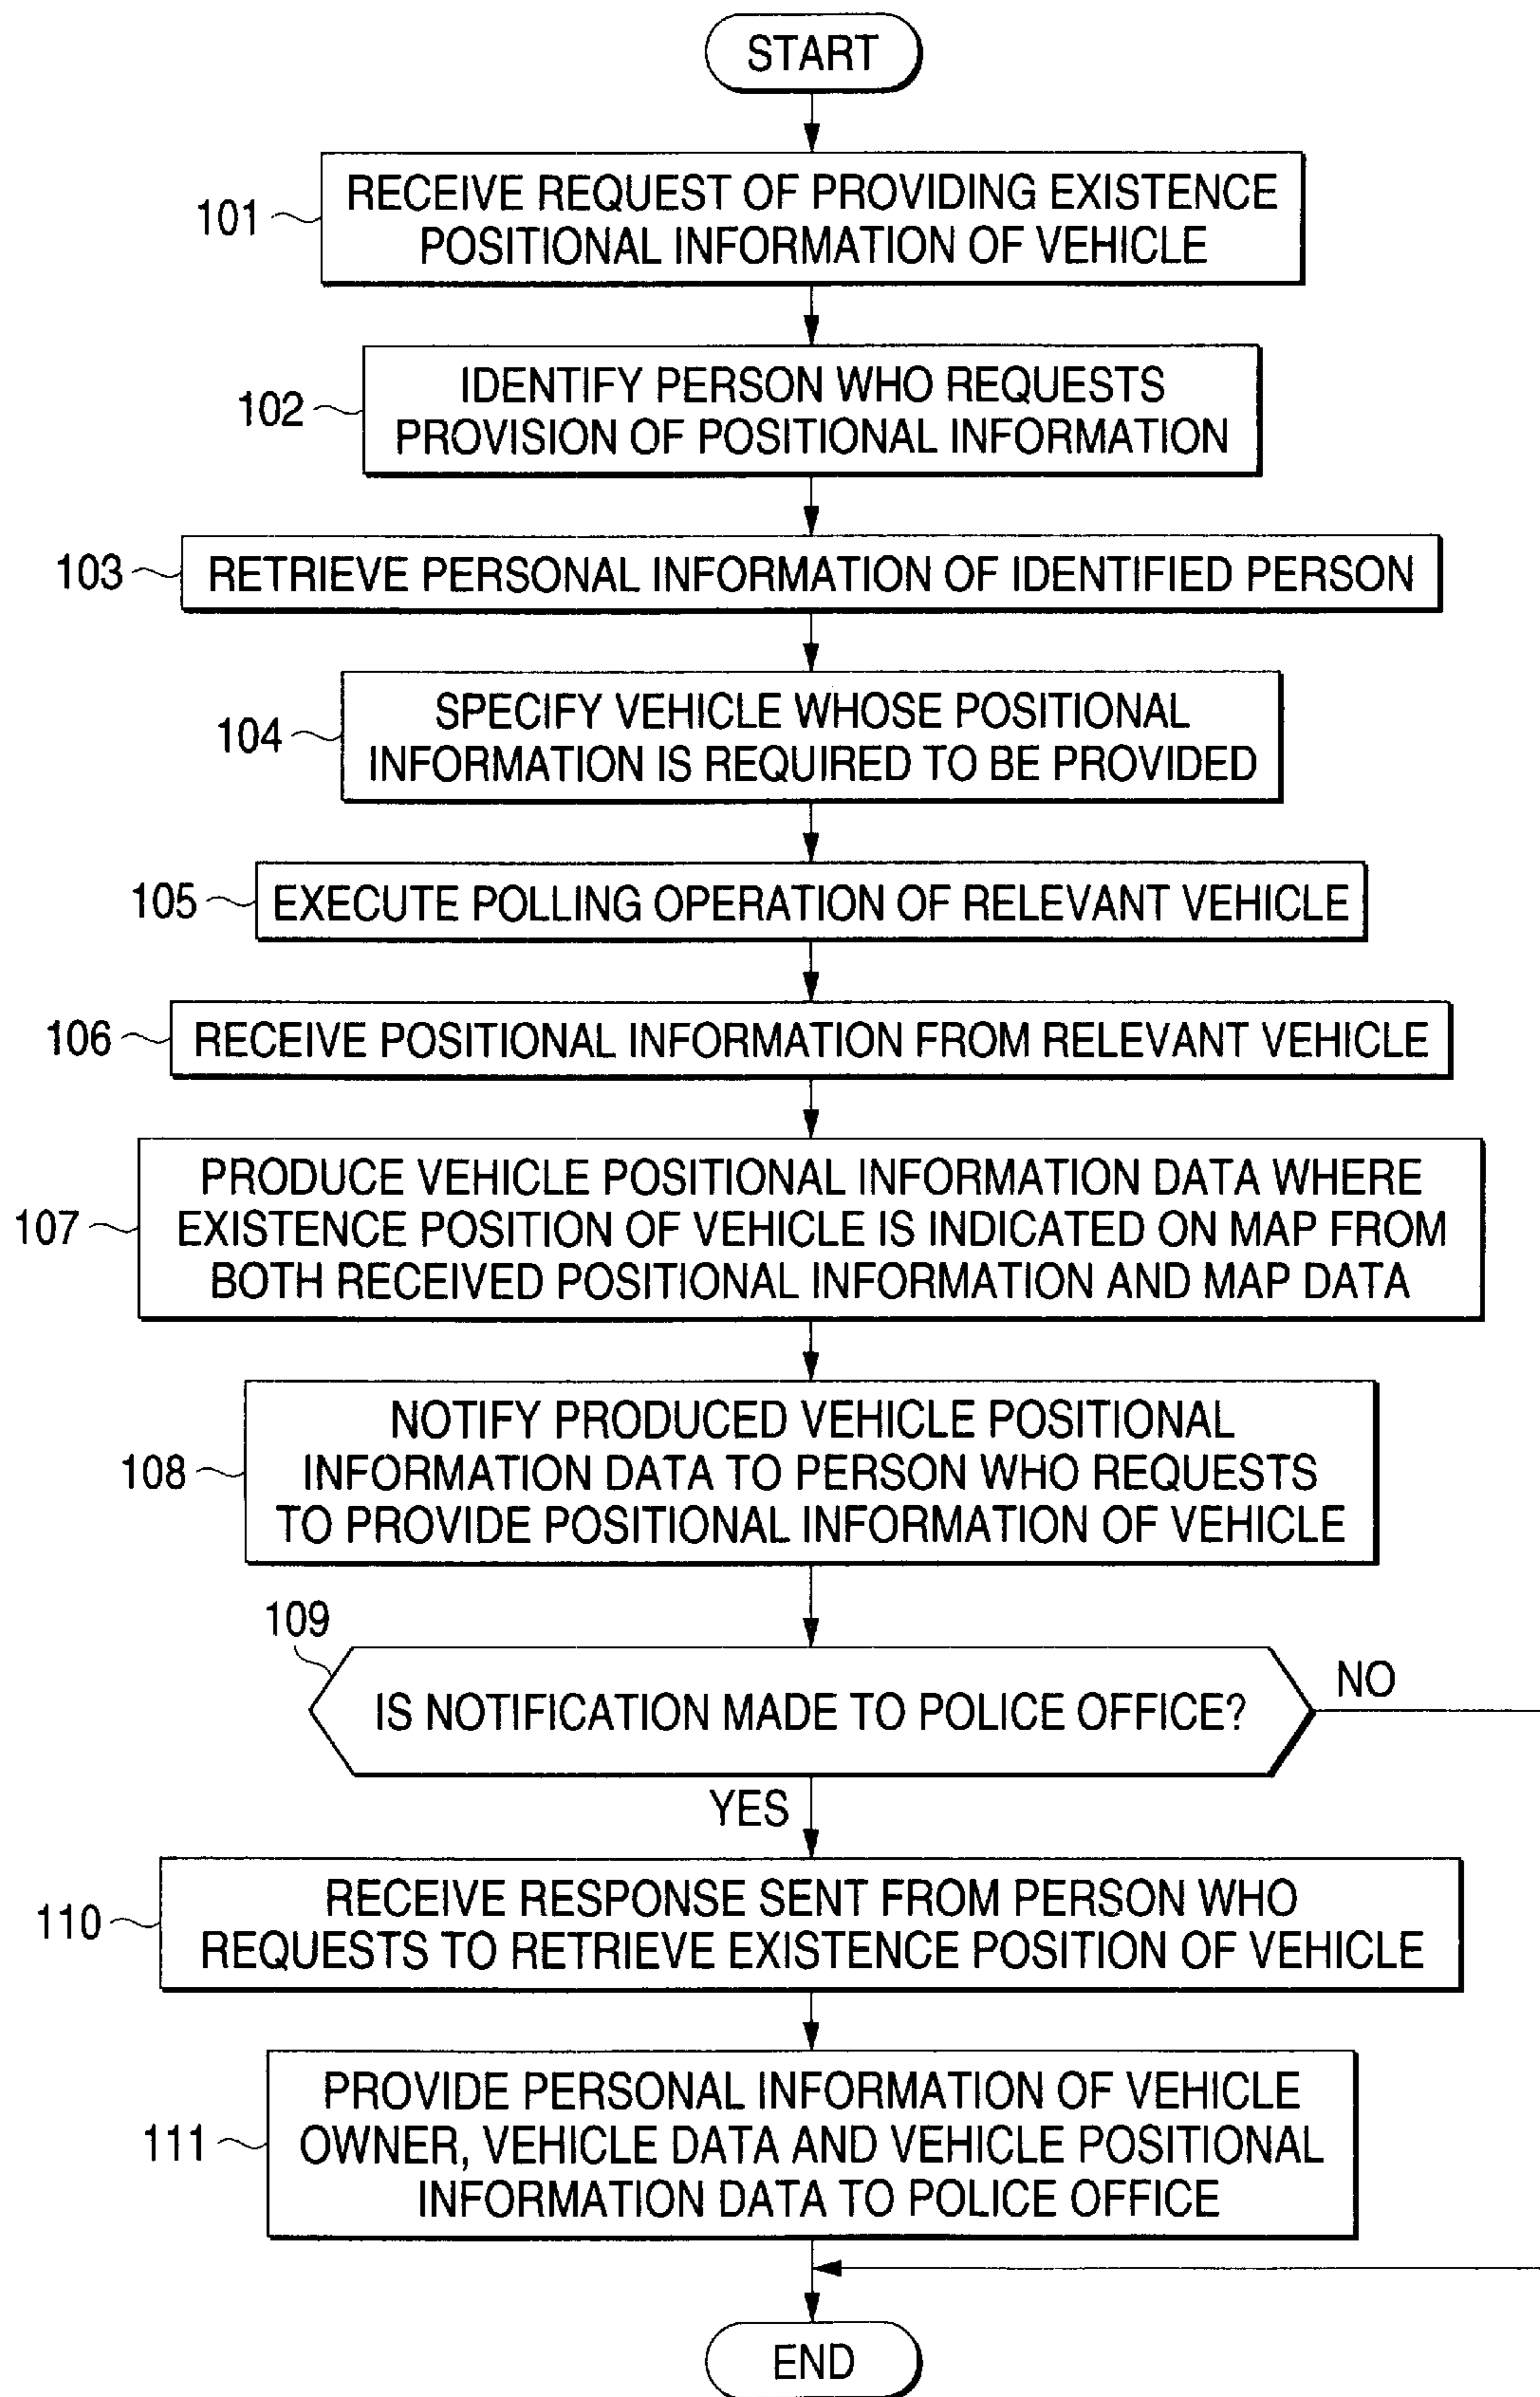 START
101
RECEIVE REQUEST OF PROVIDING EXISTENCE
POSITIONAL INFORMATION OF VEHICLE
102
IDENTIFY PERSON WHO REQUESTS
PROVISION OF POSITIONAL INFORMATION
103
RETRIEVE PERSONAL INFORMATION OF IDENTIFIED PERSON
104
SPECIFY VEHICLE WHOSE POSITIONAL
INFORMATION IS REQUIRED TO BE PROVIDED
105
EXECUTE POLLING OPERATION OF RELEVANT VEHICLE
106
RECEIVE POSITIONAL INFORMATION FROM RELEVANT VEHICLE
107
PRODUCE VEHICLE POSITIONAL INFORMATION DATA WHERE
EXISTENCE POSITION OF VEHICLE IS INDICATED ON MAP FROM
BOTH RECEIVED POSITIONAL INFORMATION AND MAP DATA
108
NOTIFY PRODUCED VEHICLE POSITIONAL
INFORMATION DATA TO PERSON WHO REQUESTS
TO PROVIDE POSITIONAL INFORMATION OF VEHICLE
109
IS NOTIFICATION MADE TO POLICE OFFICE?
NO
YES
110
RECEIVE RESPONSE SENT FROM PERSON WHO
REQUESTS TO RETRIEVE EXISTENCE POSITION OF VEHICLE
111
PROVIDE PERSONAL INFORMATION OF VEHICLE
OWNER, VEHICLE DATA AND VEHICLE POSITIONAL
INFORMATION DATA TO POLICE OFFICE
END